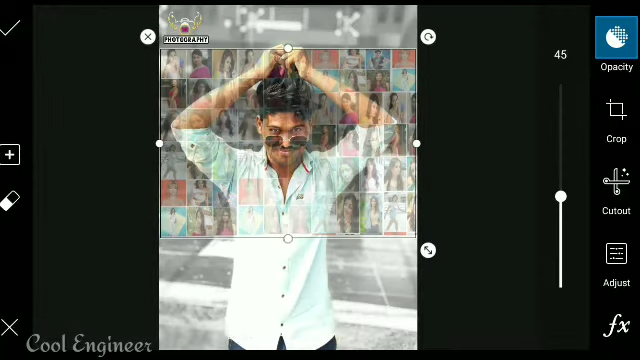 PHOTOGRAPHY
45
Opacity
Crop
Cutout
Adjust
fx
Cool Engineer